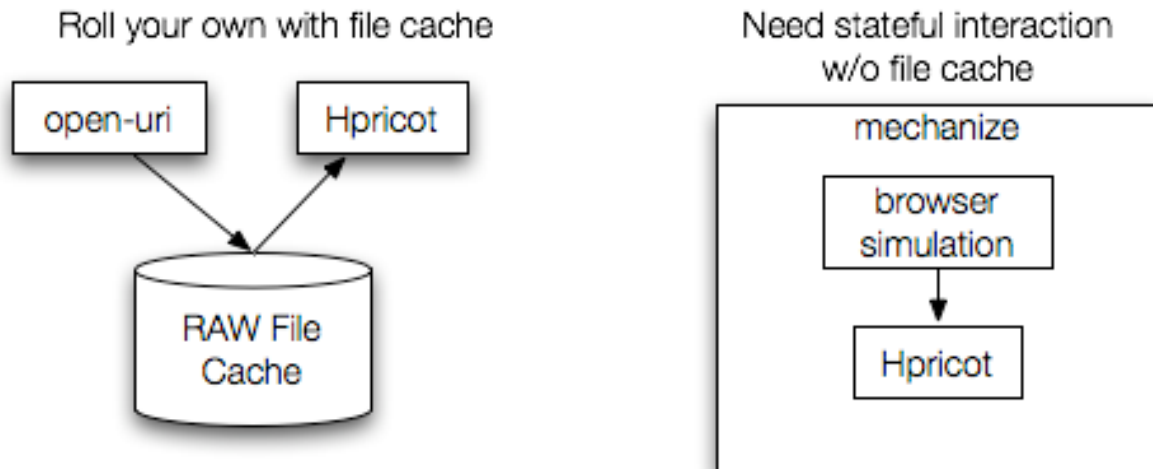 Roll your own with file cache
open-uri
Hpricot
RAW File
Cache
Need stateful interaction
w/o file cache
mechanize
browser
simulation
Hpricot